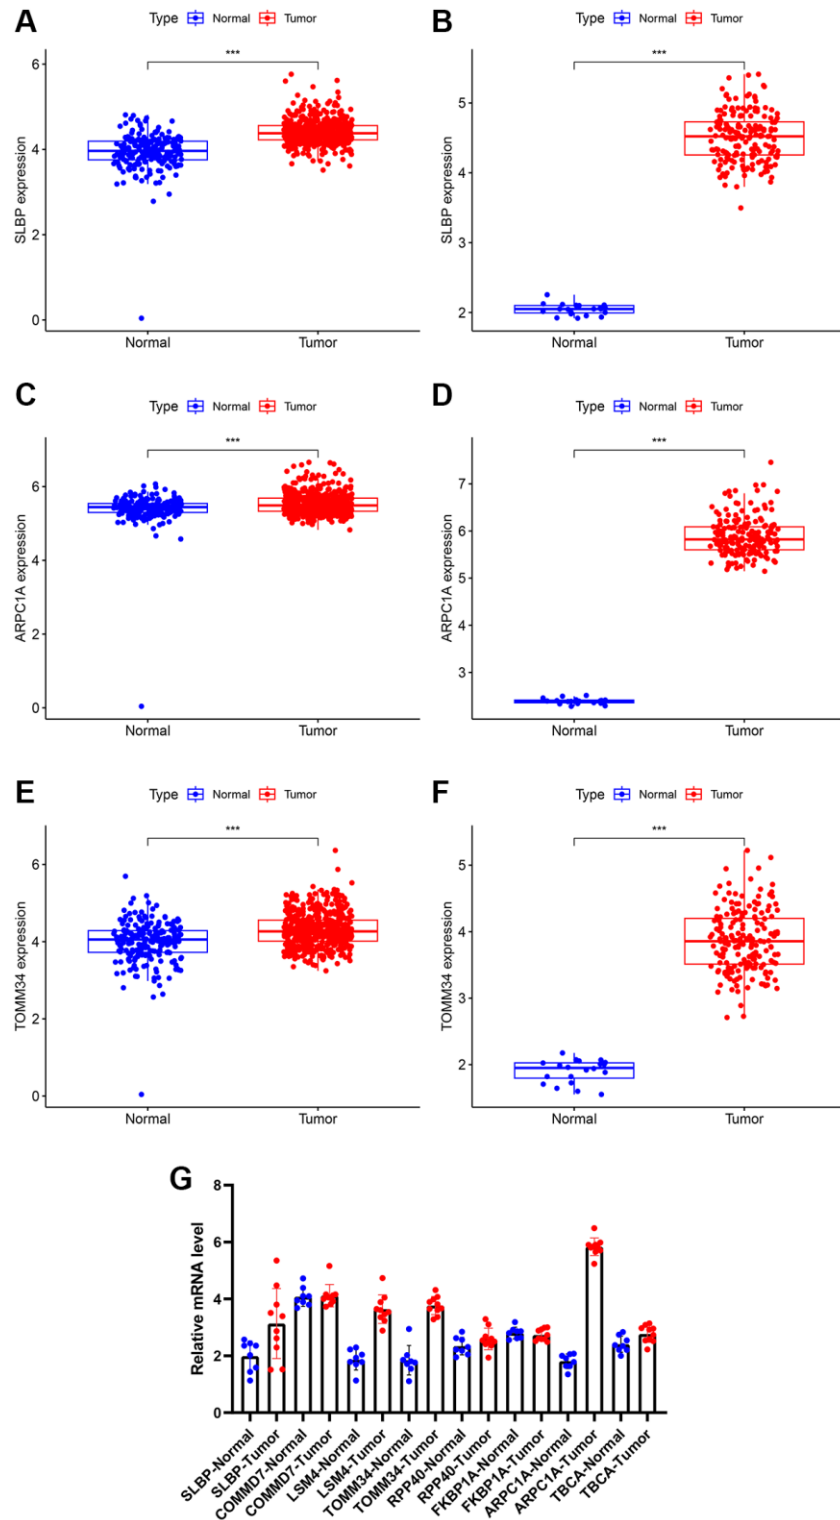 A
Type Normal Tumor
***
SLBP expression
6
4
2
0
Normal Tumor
B
Type Normal Tumor
***
SLBP expression
5
4
3
2
Normal Tumor
C
Type Normal Tumor
***
ARPC1A expression
6
4
2
0
Normal Tumor
D
Type Normal Tumor
***
ARPC1A expression
7
6
5
4
3
Normal Tumor
E
Type Normal Tumor
***
TOMM34 expression
6
4
2
0
Normal Tumor
F
Type Normal Tumor
***
TOMM34 expression
5
4
3
2
Normal Tumor
G
Relative mRNA level
8
6
4
2
0
SLBP-Normal
SLBP-Tumor
COMMD7-Normal
COMMD7-Tumor
LSM4-Normal
LSM4-Tumor
TOMM34-Normal
TOMM34-Tumor
RPP40-Normal
RPP40-Tumor
FKBP1A-Normal
FKBP1A-Tumor
ARPC1A-Normal
ARPC1A-Tumor
TBCA-Normal
TBCA-Tumor